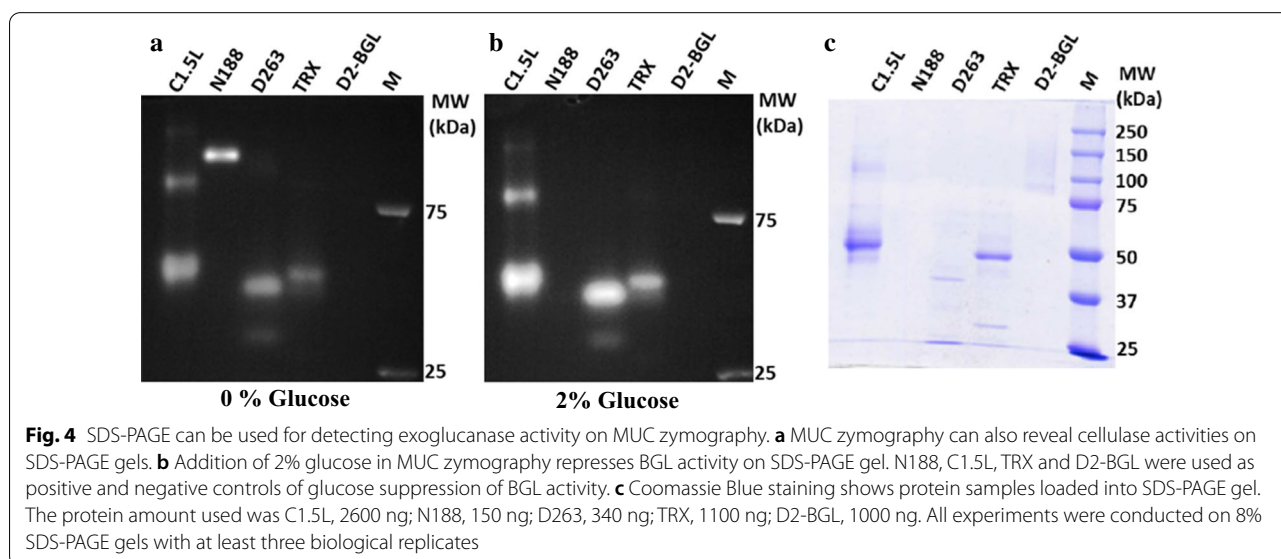 a
C1.5L N188 D263 TRX D2-BGL M
MW
(kDa)
75
25
0 % Glucose
b
C1.5L N188 D263 TRX D2-BGL M
MW
(kDa)
75
25
2% Glucose
c
C1.5L N188 D263 TRX D2-BGL M
MW
(kDa)
250
150
100
75
50
37
25
Fig. 4 SDS-PAGE can be used for detecting exoglucanase activity on MUC zymography. a MUC zymography can also reveal cellulase activities on
SDS-PAGE gels. b Addition of 2% glucose in MUC zymography represses BGL activity on SDS-PAGE gel. N188, C1.5L, TRX and D2-BGL were used as
positive and negative controls of glucose suppression of BGL activity. c Coomassie Blue staining shows protein samples loaded into SDS-PAGE gel.
The protein amount used was C1.5L, 2600 ng; N188, 150 ng; D263, 340 ng; TRX, 1100 ng; D2-BGL, 1000 ng. All experiments were conducted on 8%
SDS-PAGE gels with at least three biological replicates